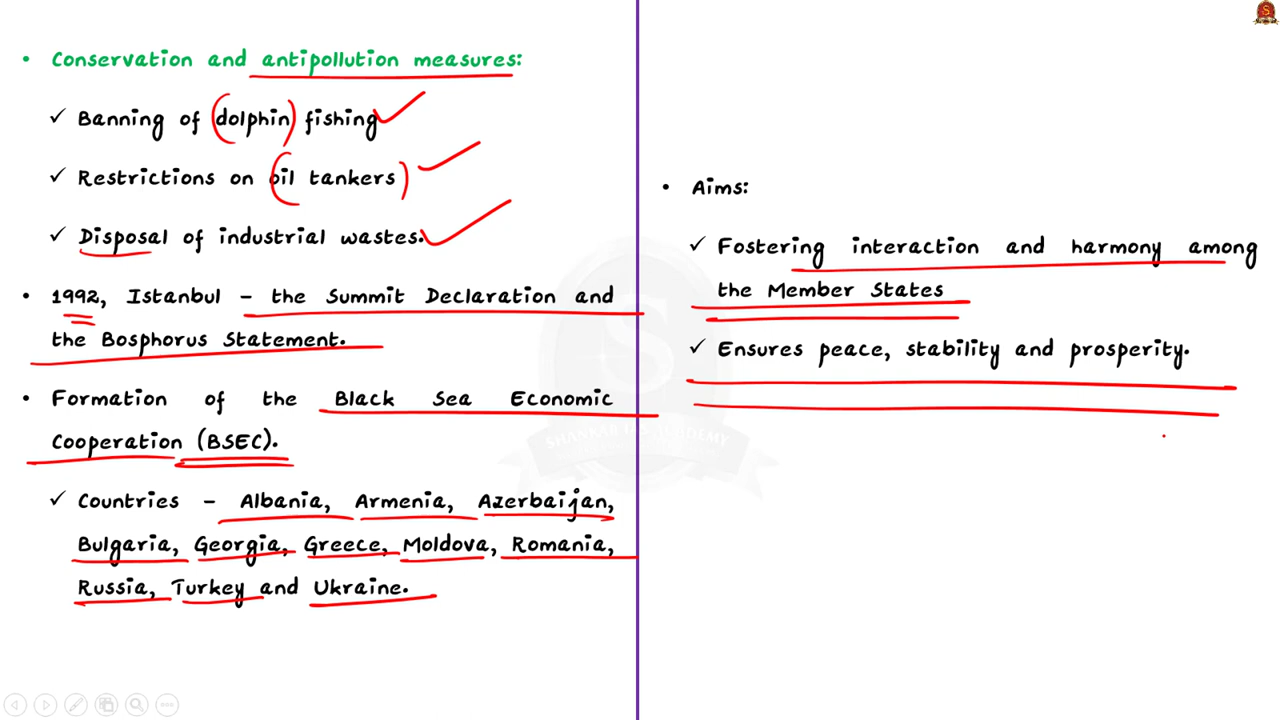 • Conservation and antipollution measures:
✓ Banning of dolphin fishing
✓ Restrictions on oil tankers
✓ Disposal of industrial wastes.
• 1992, Istanbul – the Summit Declaration and
the Bosphorus Statement.
• Formation of the Black Sea Economic
Cooperation (BSEC).
✓ Countries – Albania, Armenia, Azerbaijan,
Bulgaria, Georgia, Greece, Moldova, Romania,
Russia, Turkey and Ukraine.
• Aims:
✓ Fostering interaction and harmony among
the Member States
✓ Ensures peace, stability and prosperity.
SHANKAR IAS ACADEMY